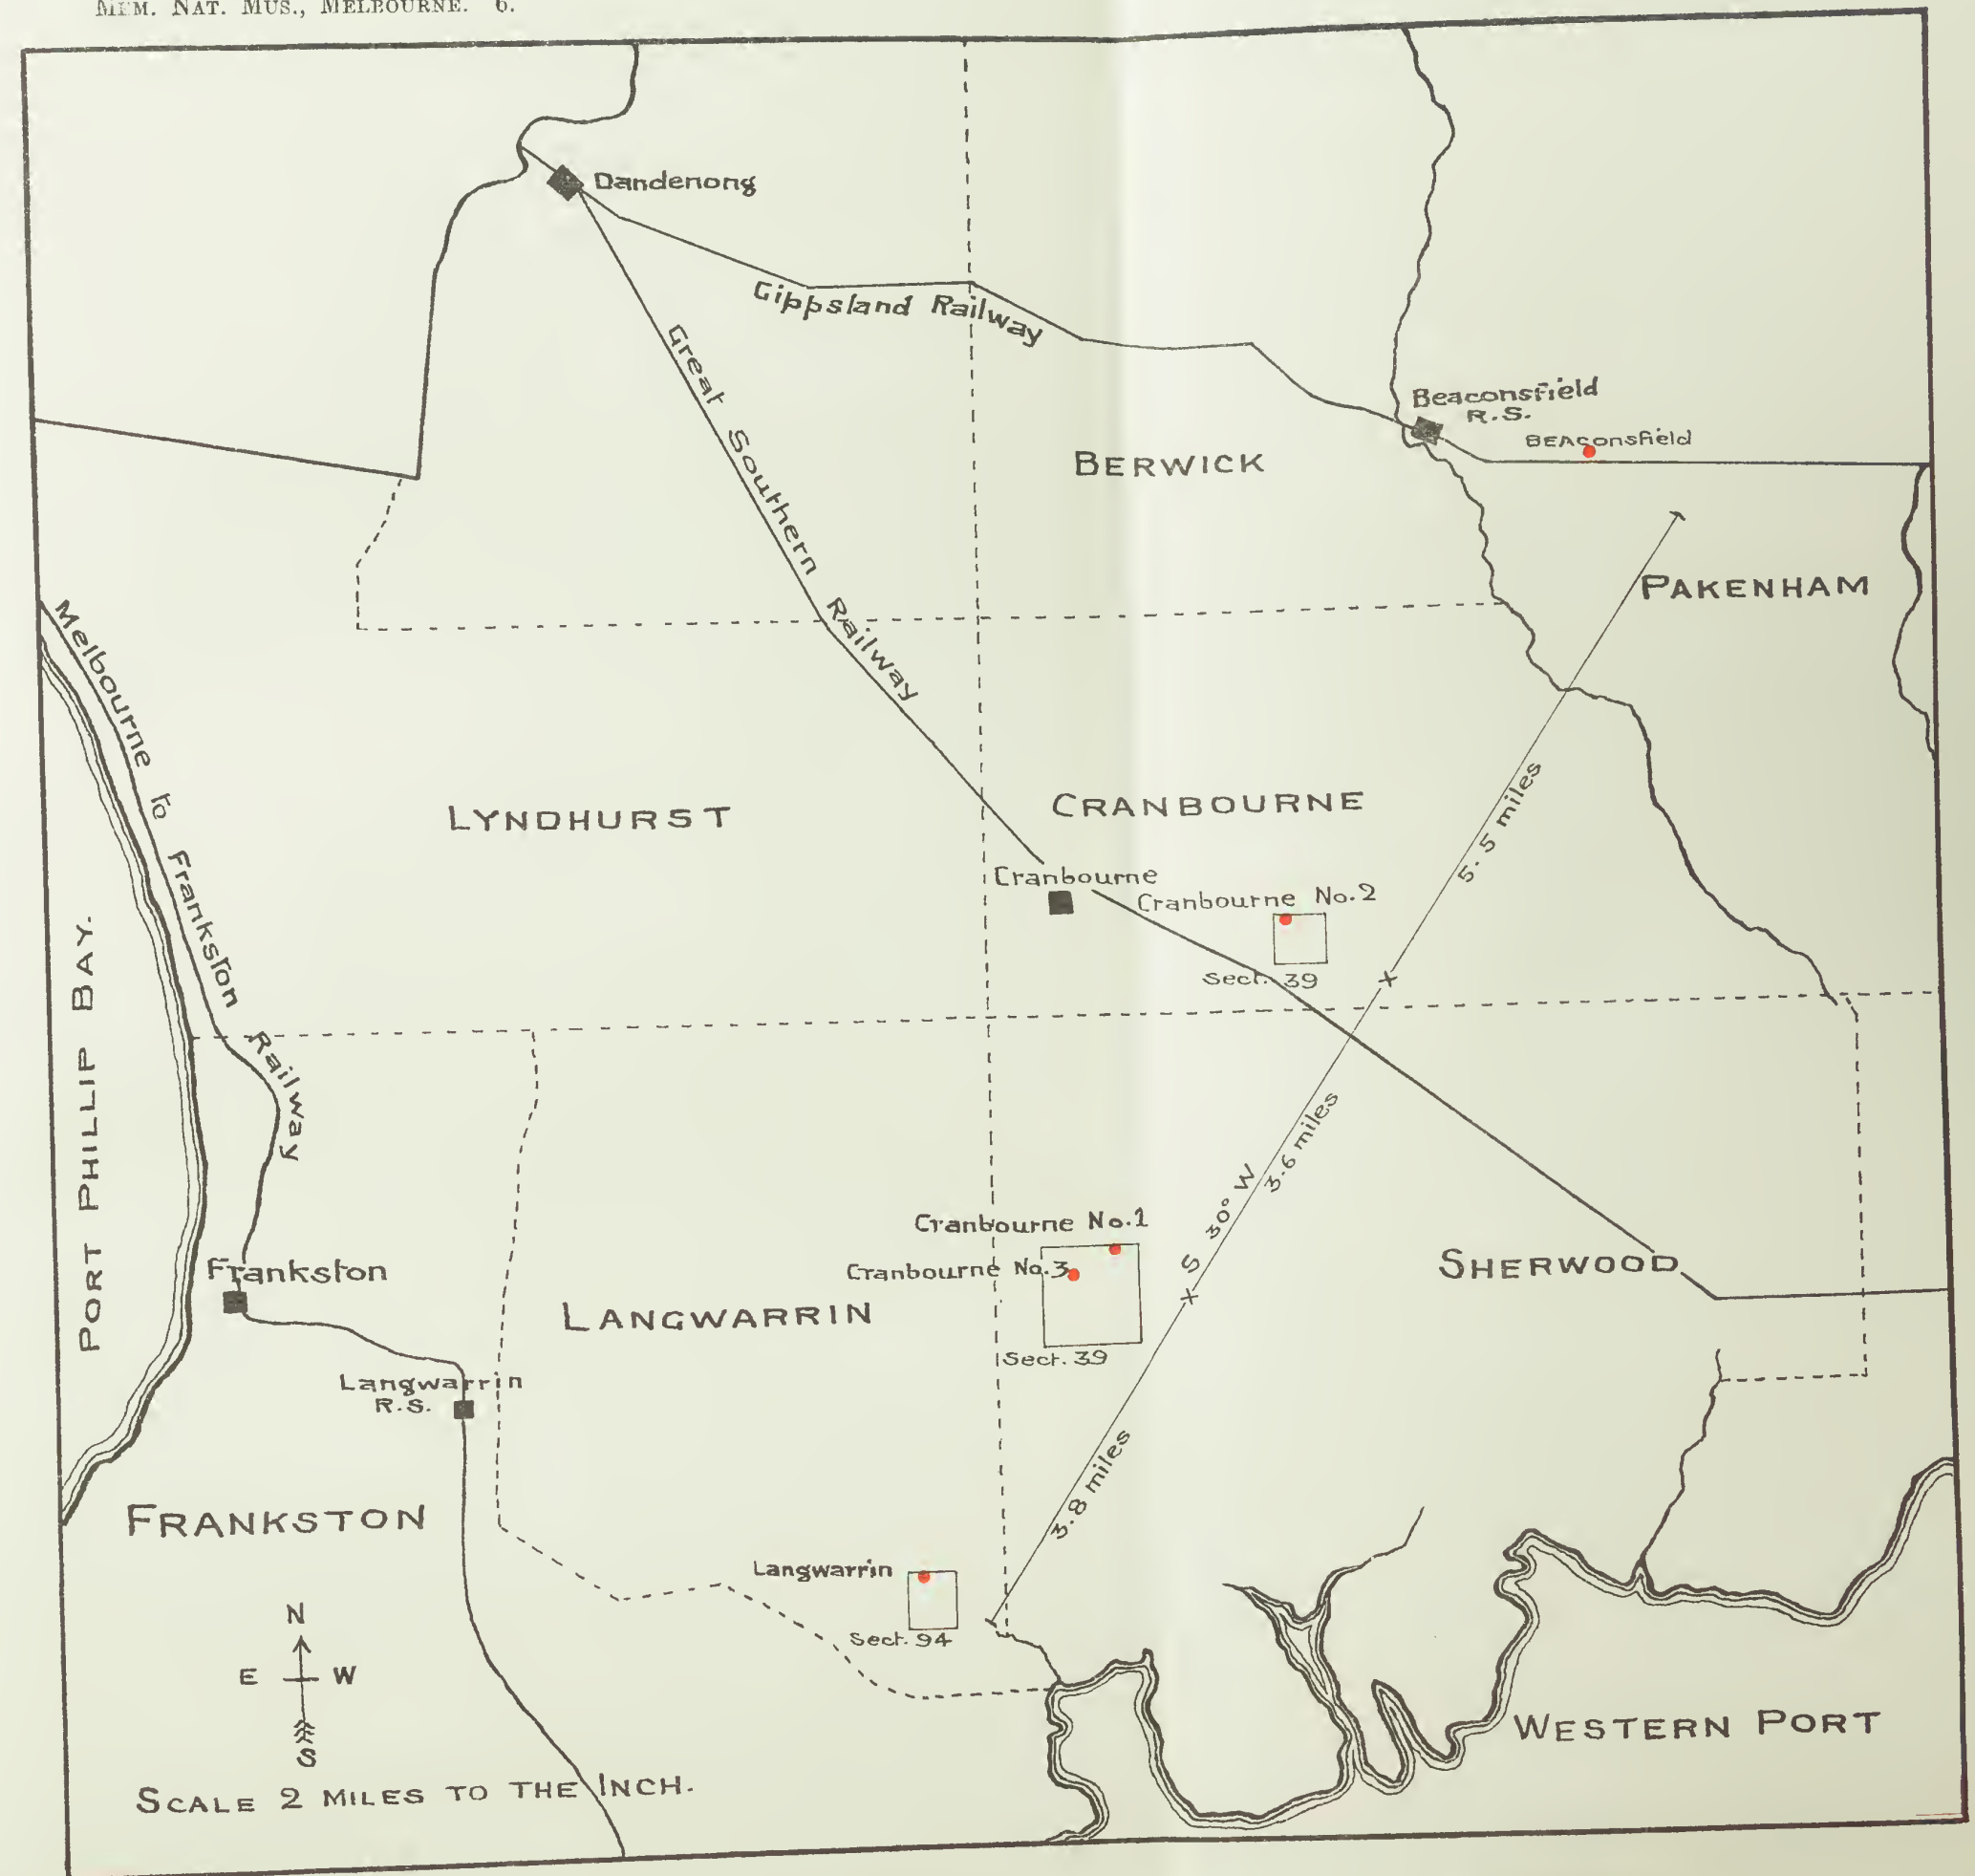 MEM. NAT. MUS., MELBOURNE. 6.
Dandenong
Gippsland Railway
Great Southern Railway
Beaconsfield
R.S.
BEAconsfield
BERWICK
PAKENHAM
Melbourne to Frankston Railway
LYNDHURST
CRANBOURNE
5.5 miles
Cranbourne
Cranbourne No.2
Sect. 39
PORT PHILLIP BAY.
3.6 miles
S 30° W
Cranbourne No.1
Cranbourne No.3
Sect. 39
Frankston
LANGWARRIN
SHERWOOD
Langwarrin
R.S.
3.8 miles
FRANKSTON
Langwarrin
Sect. 94
N
E W
S
WESTERN PORT
SCALE 2 MILES TO THE INCH.